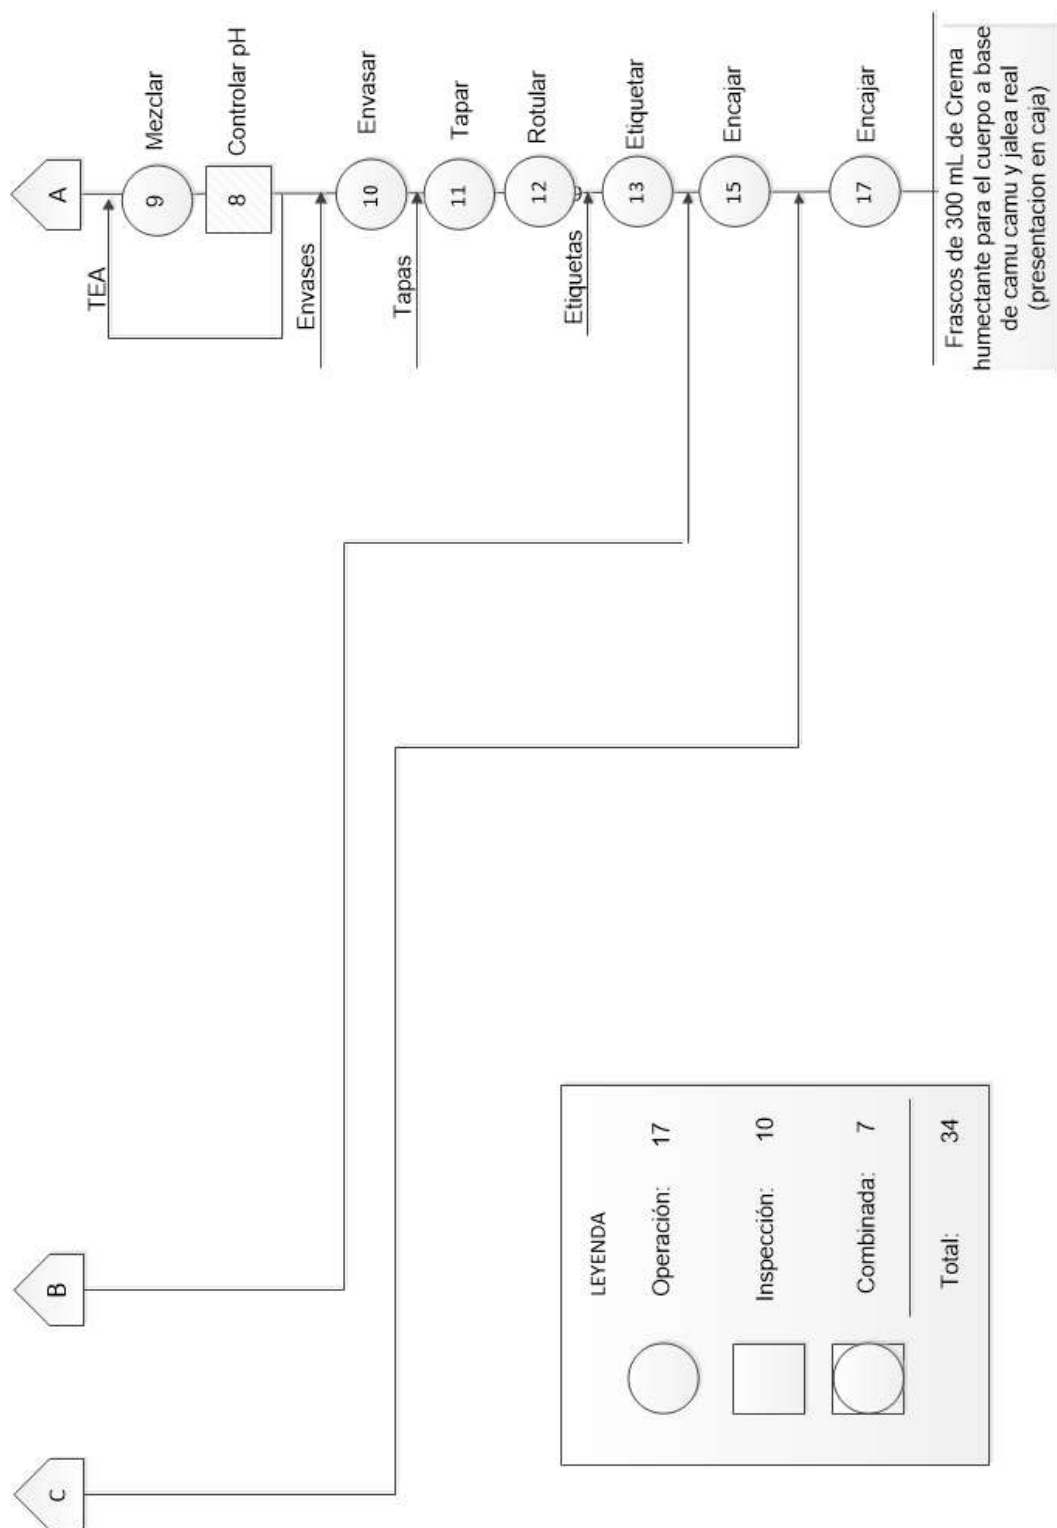 C
B
A
TEA
9
Mezclar
8
Controlar pH
Envases
10
Envasar
Tapas
11
Tapar
12
Rotular
Etiquetas
13
Etiquetar
15
Encajar
17
Encajar
Frascos de 300 mL de Crema
humectante para el cuerpo a base
de camu camu y jalea real
(presentacion en caja)
LEYENDA
Operación: 17
Inspección: 10
Combinada: 7
Total: 34